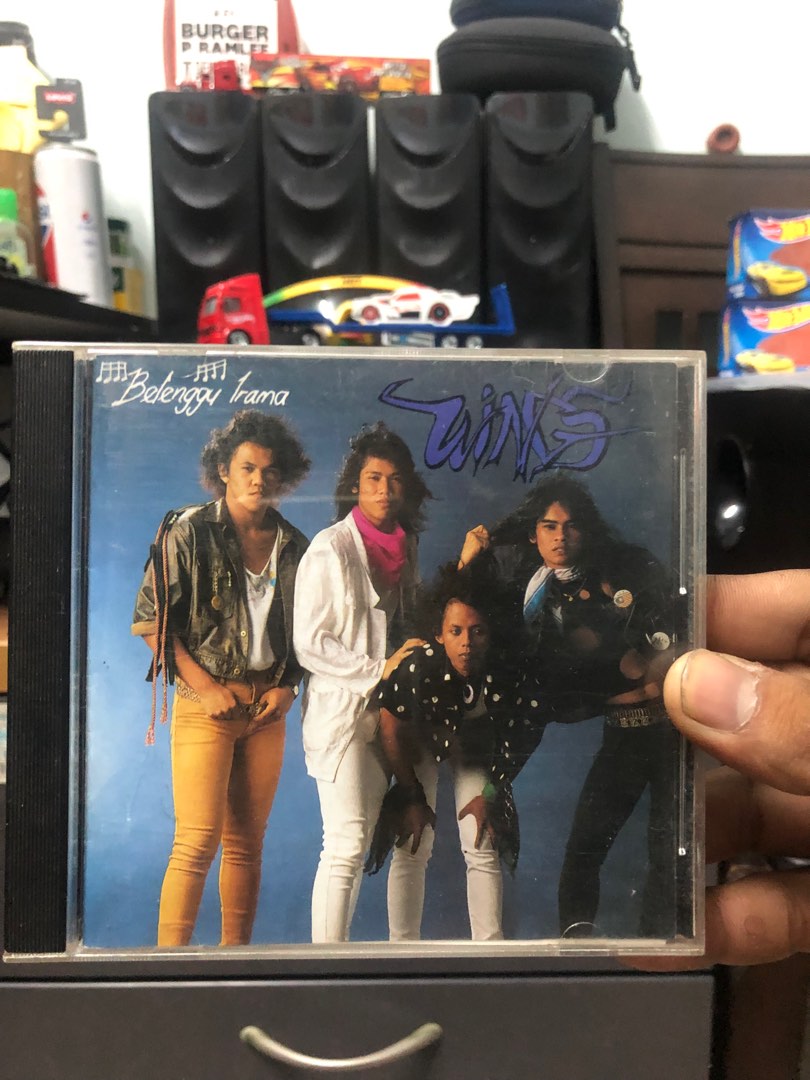 BURGER
P. RAMLEE
Belenggu Irama
WiNGS